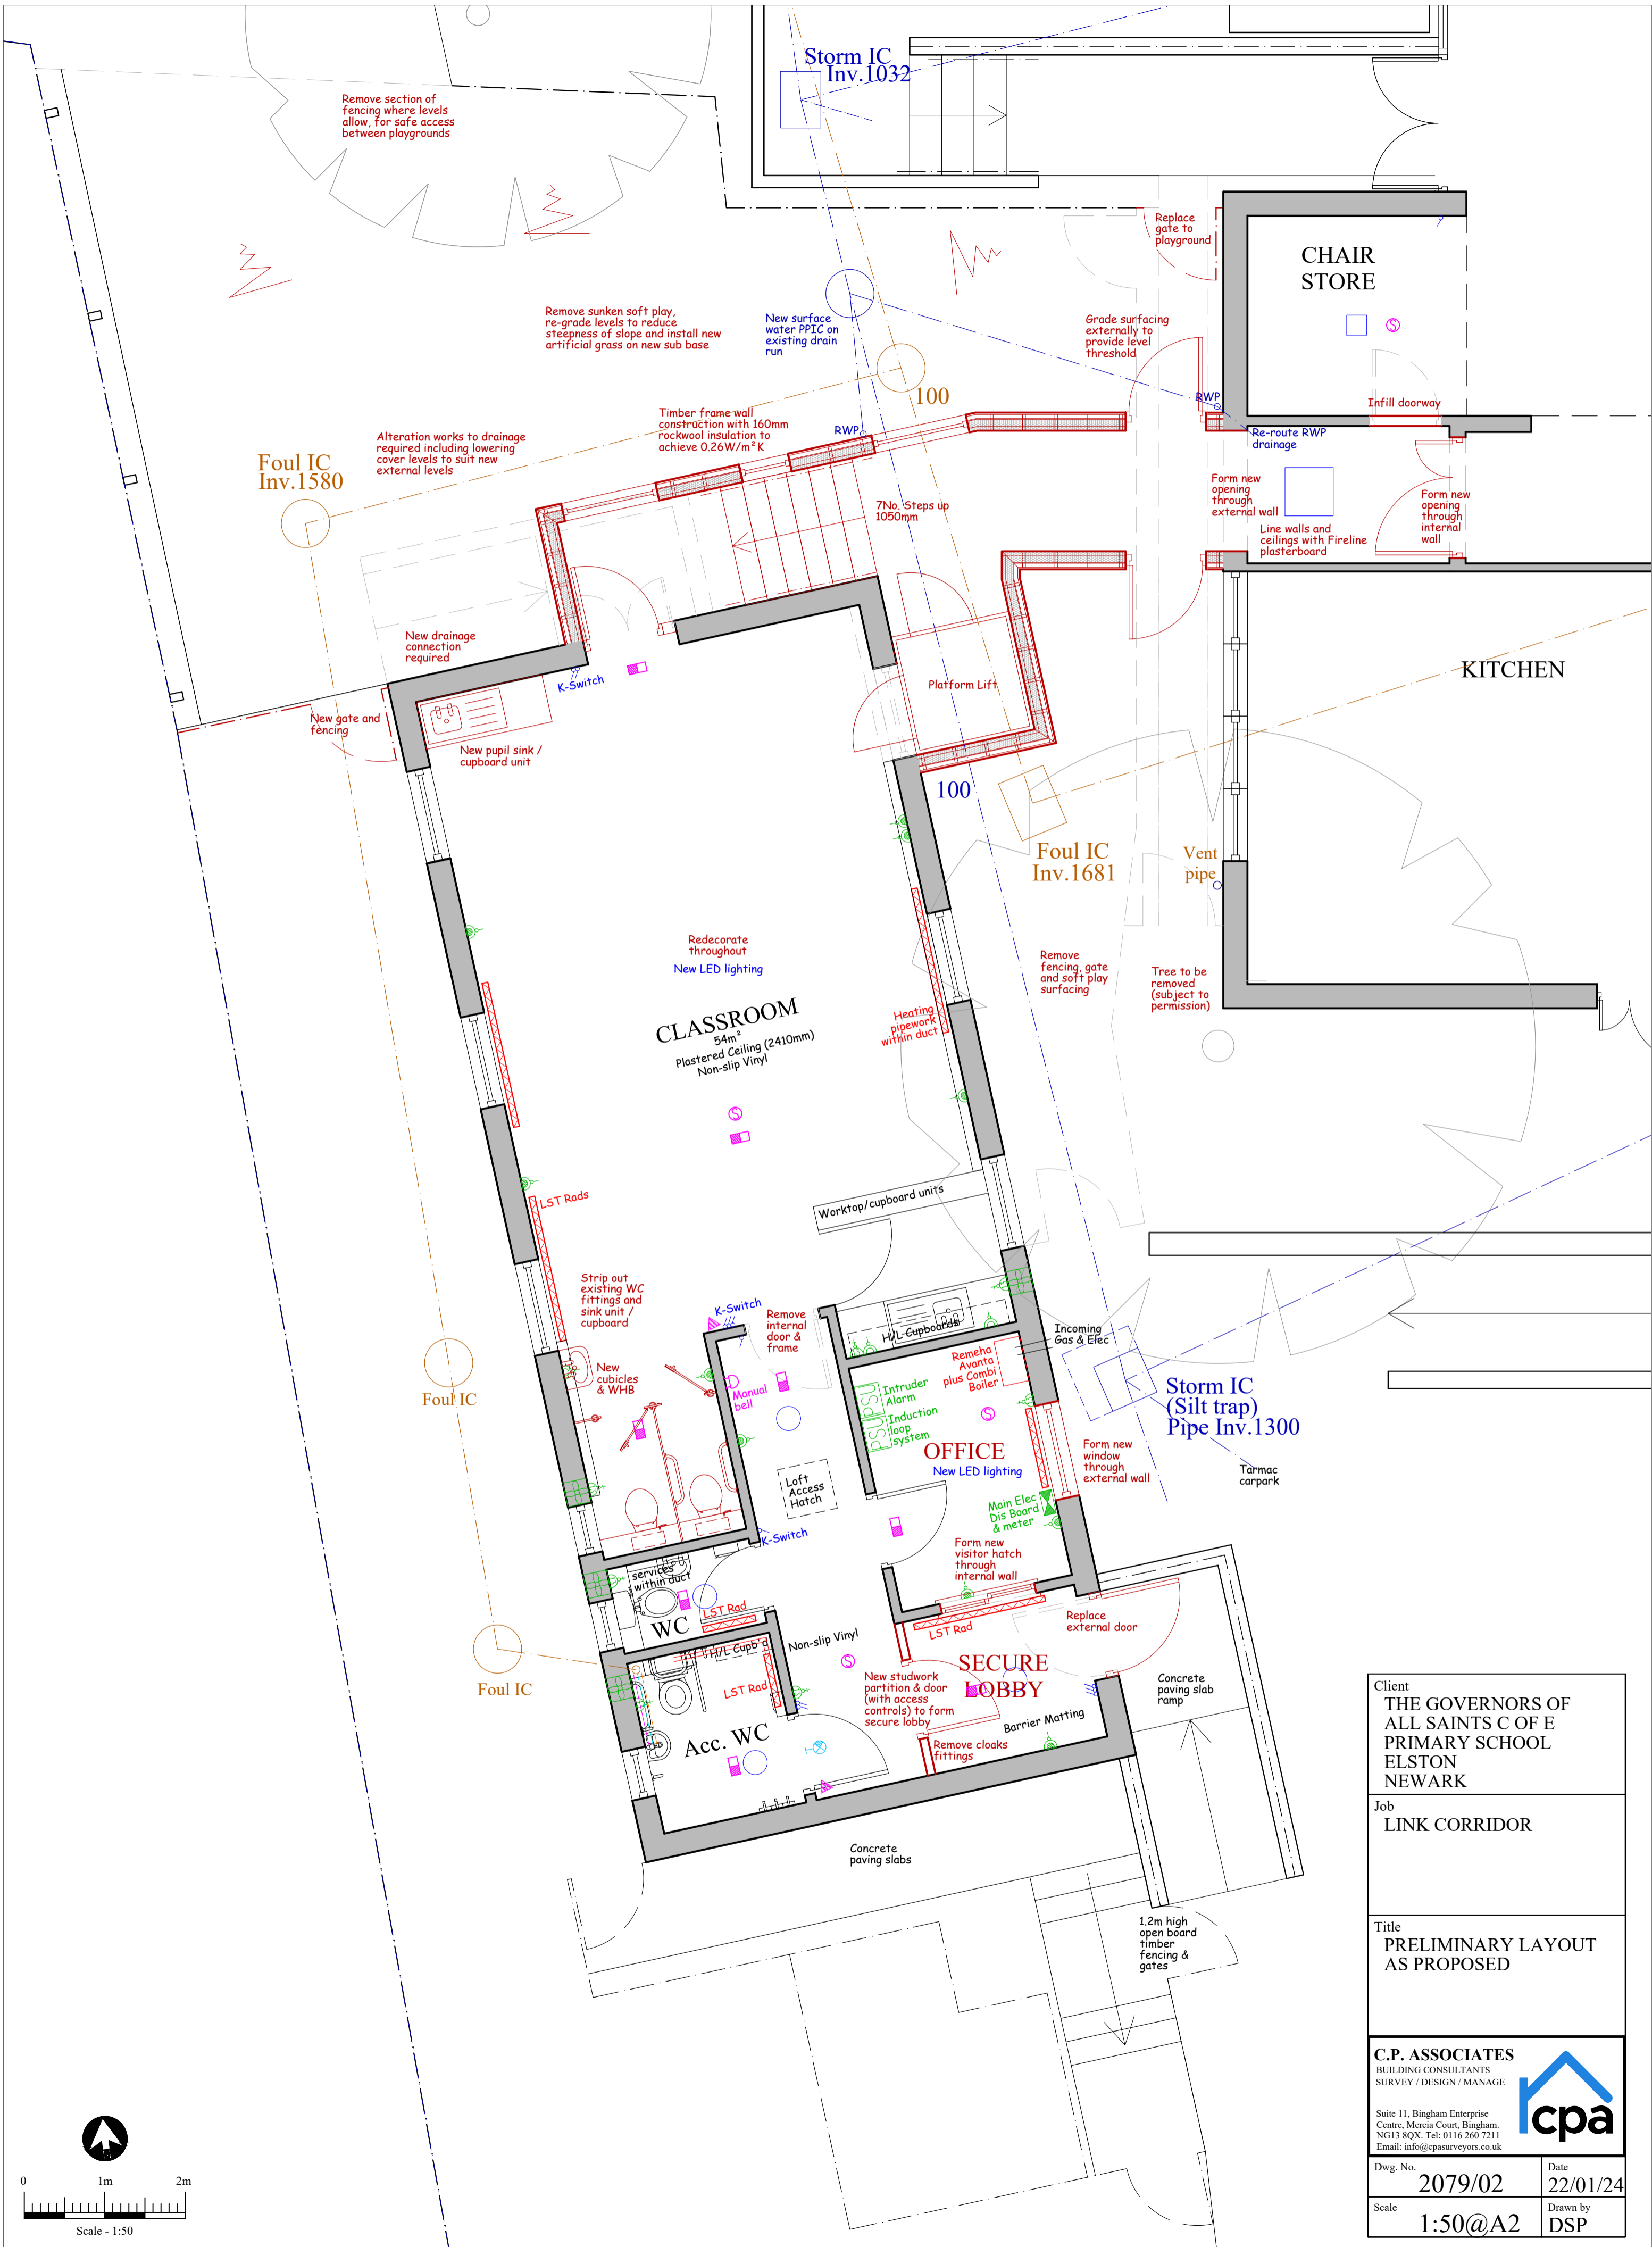 Storm IC
Inv.1032
Remove section of
fencing where levels
allow, for safe access
between playgrounds
Replace
gate to
playground
CHAIR
STORE
Remove sunken soft play,
re-grade levels to reduce
steepness of slope and install new
artificial grass on new sub base
New surface
water PPIC on
existing drain
run
Grade surfacing
externally to
provide level
threshold
100
RWP
Infill doorway
Timber frame wall
construction with 160mm
rockwool insulation to
achieve 0.26W/m²K
RWP
Re-route RWP
drainage
Alteration works to drainage
required including lowering
cover levels to suit new
external levels
Foul IC
Inv.1580
7No. Steps up
1050mm
Form new
opening
through
external wall
Form new
opening
through
internal
wall
Line walls and
ceilings with Fireline
plasterboard
New drainage
connection
required
K-Switch
Platform Lift
KITCHEN
New gate and
fencing
New pupil sink /
cupboard unit
100
Foul IC
Inv.1681
Vent
pipe
Redecorate
throughout
New LED lighting
CLASSROOM
54m²
Plastered Ceiling (2410mm)
Non-slip Vinyl
Heating
pipework
within duct
Remove
fencing, gate
and soft play
surfacing
Tree to be
removed
(subject to
permission)
S
S
LST Rads
Worktop/cupboard units
Strip out
existing WC
fittings and
sink unit /
cupboard
K-Switch
Remove
internal
door &
frame
H/L Cupboards
Incoming
Gas & Elec
Remeha
Avanta
plus Combi
Boiler
New
cubicles
& WHB
Manual
bell
PSU
Intruder
Alarm
PSU
Induction
loop
system
S
Foul IC
Storm IC
(Silt trap)
Pipe Inv.1300
OFFICE
New LED lighting
Form new
window
through
external wall
Tarmac
carpark
Loft
Access
Hatch
Main Elec
Dis Board
& meter
K-Switch
Form new
visitor hatch
through
internal wall
services
within duct
WC
LST Rad
LST Rad
Replace
external door
H/L Cupb'd
Non-slip Vinyl
S
SECURE
LOBBY
Foul IC
LST Rad
New studwork
partition & door
(with access
controls) to form
secure lobby
Concrete
paving slab
ramp
Barrier Matting
Acc. WC
Remove cloaks
fittings
Concrete
paving slabs
1.2m high
open board
timber
fencing &
gates
Client
THE GOVERNORS OF
ALL SAINTS C OF E
PRIMARY SCHOOL
ELSTON
NEWARK
Job
LINK CORRIDOR
Title
PRELIMINARY LAYOUT
AS PROPOSED
C.P. ASSOCIATES
BUILDING CONSULTANTS
SURVEY / DESIGN / MANAGE
Suite 11, Bingham Enterprise
Centre, Mercia Court, Bingham.
NG13 8QX. Tel: 0116 260 7211
Email: info@cpasurveyors.co.uk
cpa
Dwg. No.
2079/02
Date
22/01/24
Scale
1:50@A2
Drawn by
DSP
N
0 1m 2m
Scale - 1:50